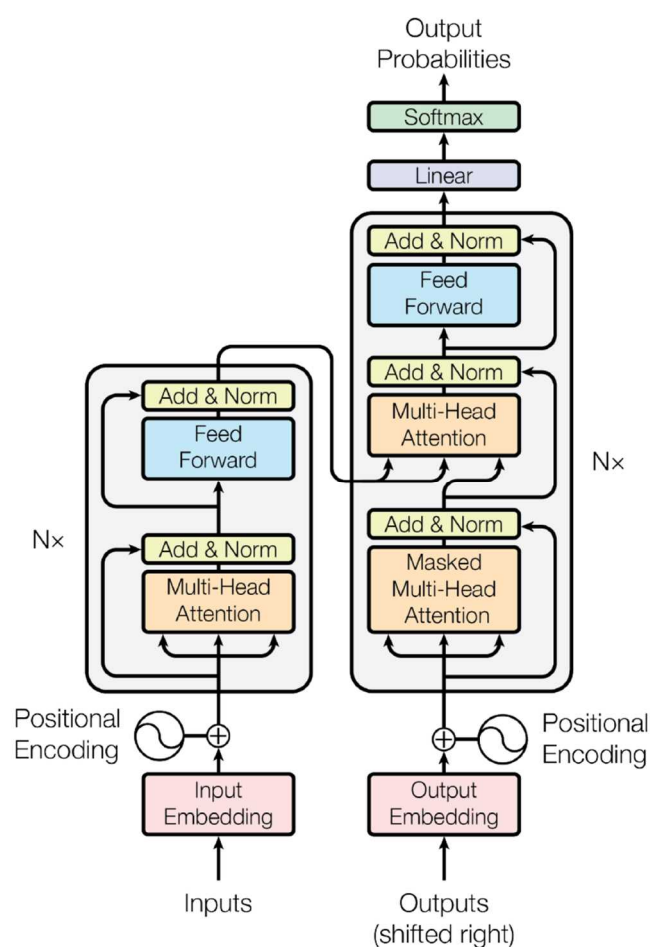 Output
Probabilities
Softmax
Linear
Add & Norm
Feed
Forward
Add & Norm
Multi-Head
Attention
Add & Norm
Masked
Multi-Head
Attention
Nx
Positional
Encoding
Output
Embedding
Outputs
(shifted right)
Add & Norm
Feed
Forward
Add & Norm
Multi-Head
Attention
Nx
Positional
Encoding
Input
Embedding
Inputs